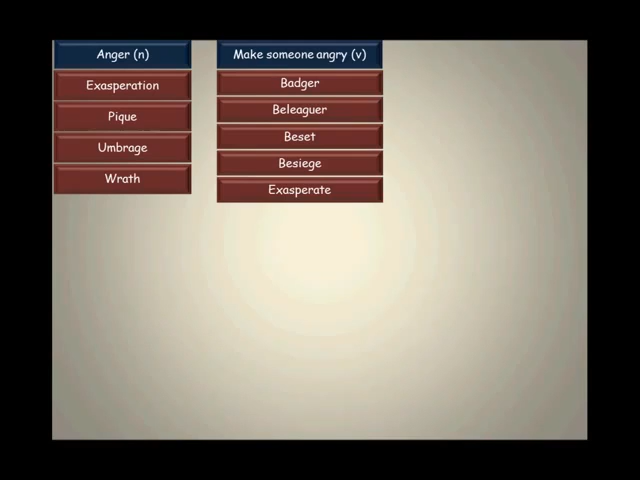 Anger (n)
Exasperation
Pique
Umbrage
Wrath
Make someone angry (v)
Badger
Beleaguer
Beset
Besiege
Exasperate